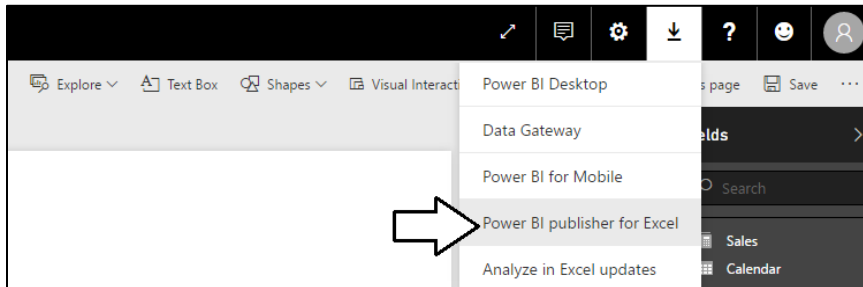 ?
Explore
Text Box
Shapes
Visual Interacti
s page
Save
...
Power BI Desktop
Data Gateway
Power BI for Mobile
Power BI publisher for Excel
Analyze in Excel updates
elds
Search
Sales
Calendar